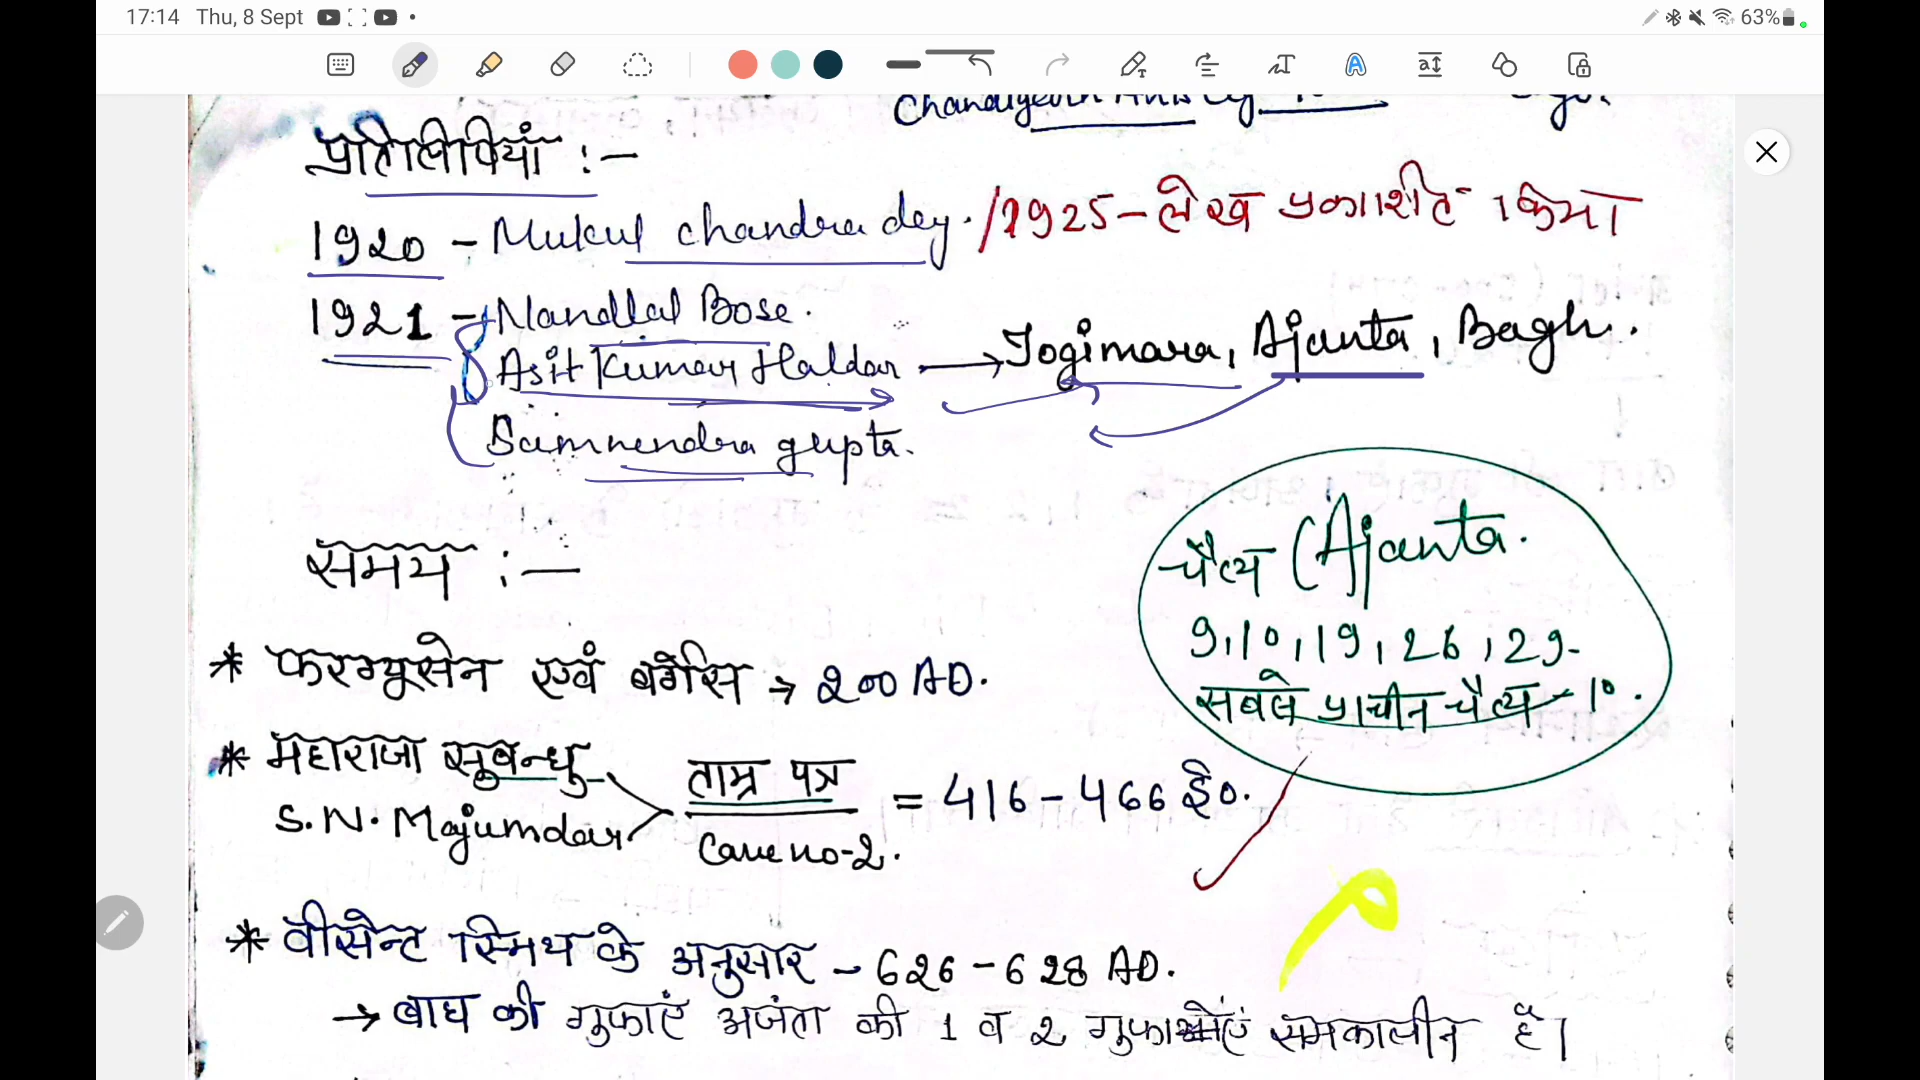 17:14 Thu, 8 Sept
63%
प्रतिलीपियां :-
1920 - Mukul chandra dey. /1925-लेख प्रकाशीत किया
1921 - Nandlal Bose.
Asit Kumar Haldar → Jogimara, Ajanta, Bagh.
Samnendra gupta.
समय :-
चैत्य (Ajanta.
9,10,19,26,29-
सबसे प्राचीन चैत्य - 10.
* फरग्यूसेन एवं बर्गेस → 200 AD.
* महाराजा सुबन्धु
S.N. Majumdar
ताम्र पत्र
Cave no-2.
= 416-466 ई०.
* वीसेन्ट स्मिथ के अनुसार - 626-628 AD.
→ बाघ की गुफाएं अजंता की 1 व 2 समकालीन है।